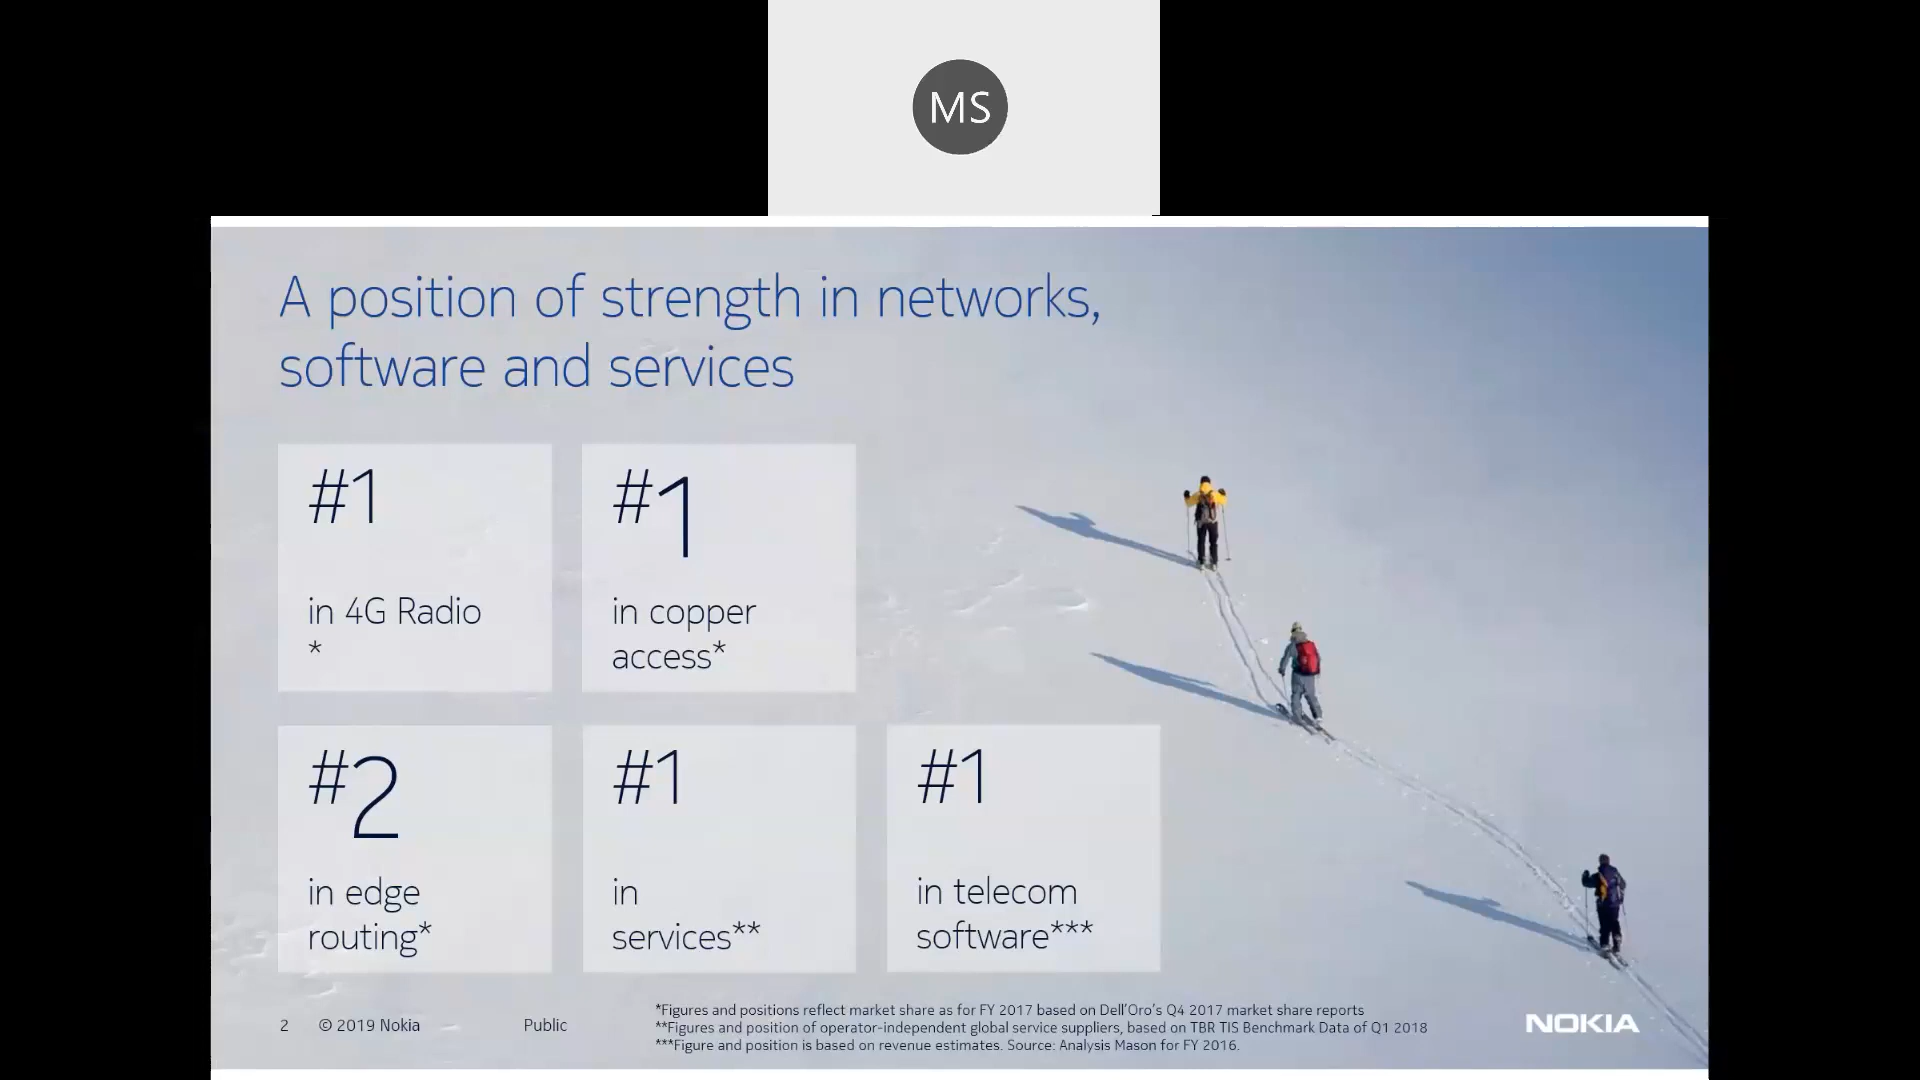 MS
A position of strength in networks,
software and services
#1
in 4G Radio
*
#1
in copper
access*
#2
in edge
routing*
#1
in
services**
#1
in telecom
software***
2 © 2019 Nokia Public
*Figures and positions reflect market share as for FY 2017 based on Dell'Oro's Q4 2017 market share reports
**Figures and position of operator-independent global service suppliers, based on TBR TIS Benchmark Data of Q1 2018
***Figure and position is based on revenue estimates. Source: Analysis Mason for FY 2016.
NOKIA